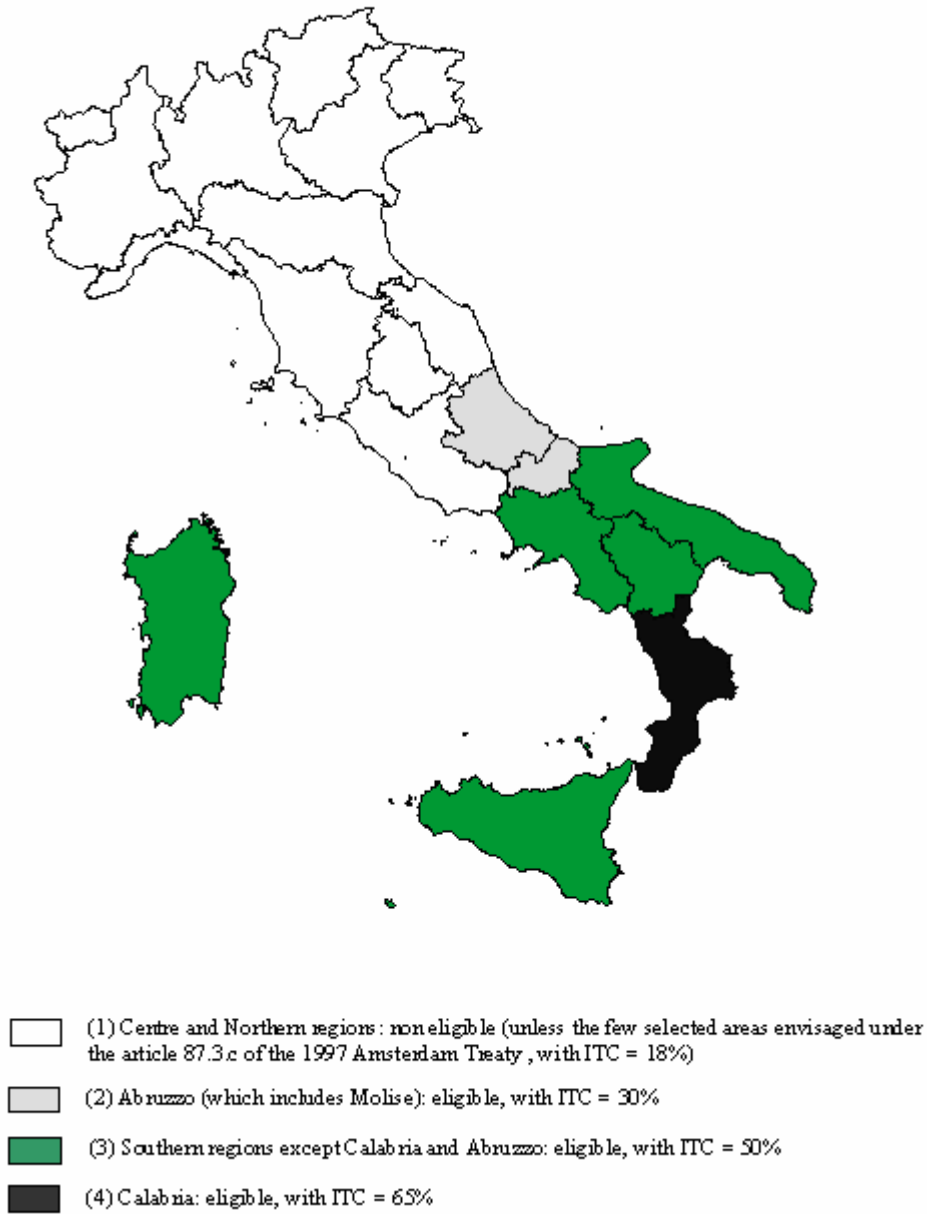 (1) Centre and Northern regions: non eligible (unless the few selected areas envisaged under
the article 87.3.c of the 1997 Amsterdam Treaty , with ITC = 18%)
(2) Abruzzo (which includes Molise): eligible, with ITC = 30%
(3) Southern regions except Calabria and Abruzzo: eligible, with ITC = 50%
(4) Calabria: eligible, with ITC = 65%